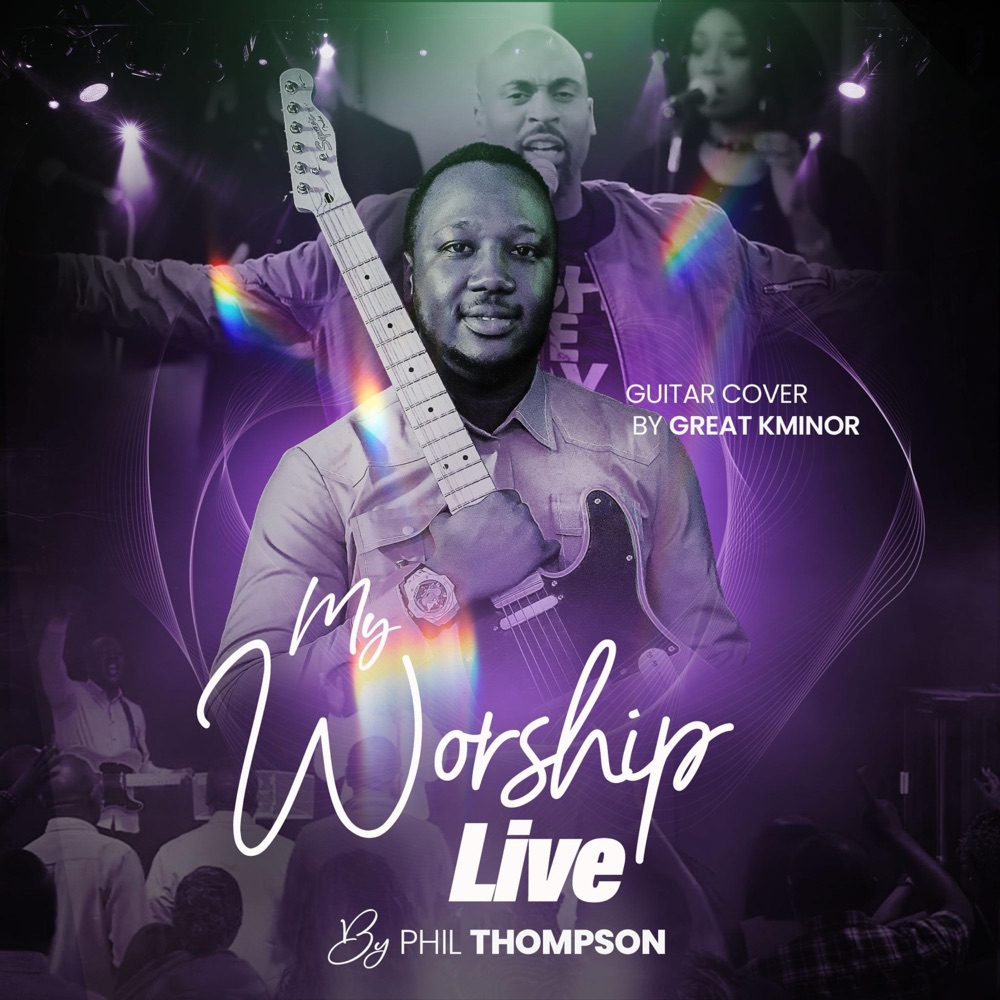 GUITAR COVER
BY GREAT KMINOR
My
Worship
Live
By PHIL THOMPSON